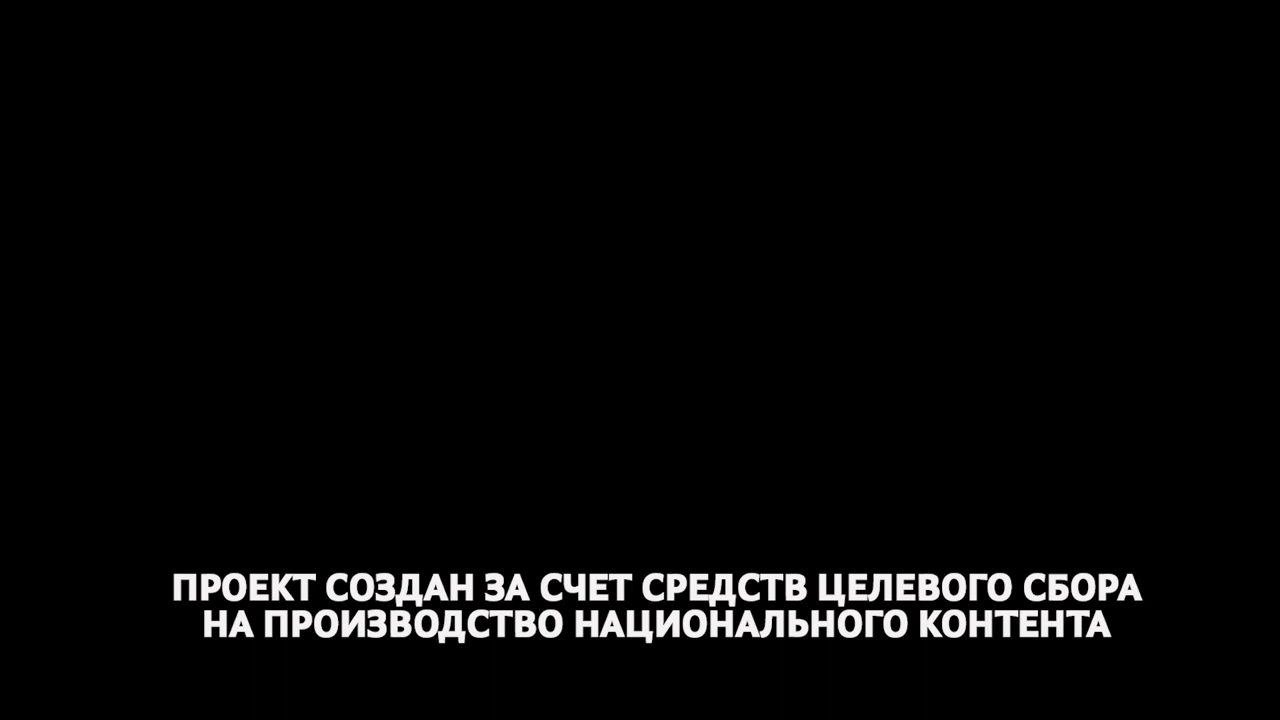 ПРОЕКТ СОЗДАН ЗА СЧЕТ СРЕДСТВ ЦЕЛЕВОГО СБОРА
НА ПРОИЗВОДСТВО НАЦИОНАЛЬНОГО КОНТЕНТА